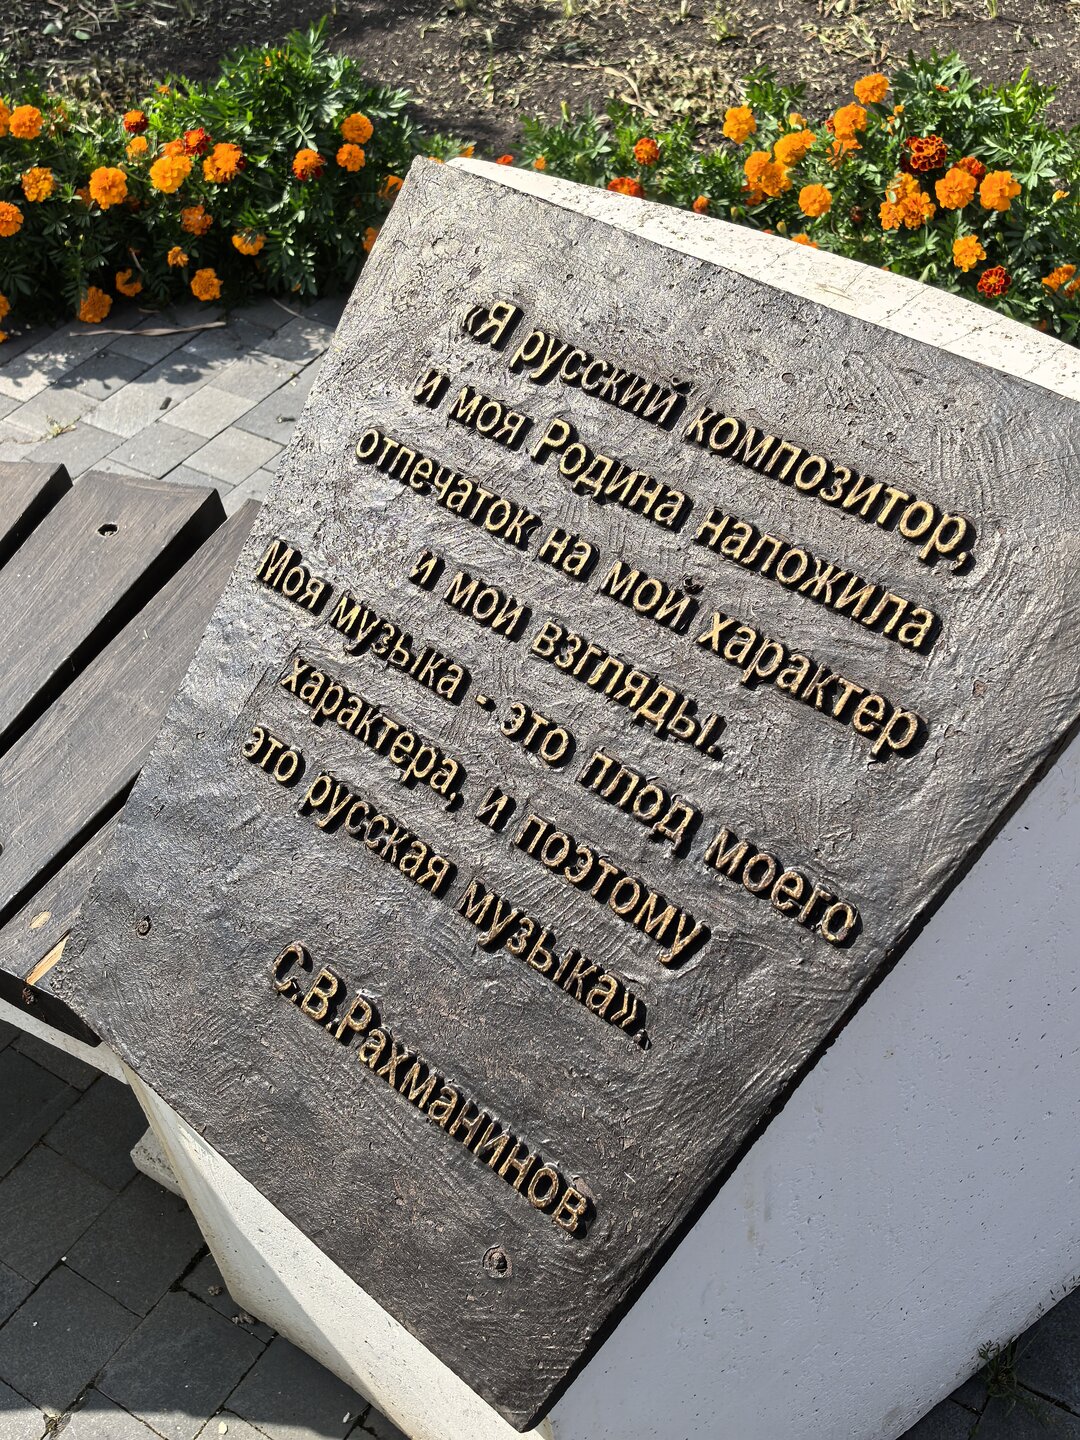 «Я русский композитор,
и моя Родина наложила
отпечаток на мой характер
и мои взгляды.
Моя музыка - это плод моего
характера, и поэтому
это русская музыка».
С.В.Рахманинов